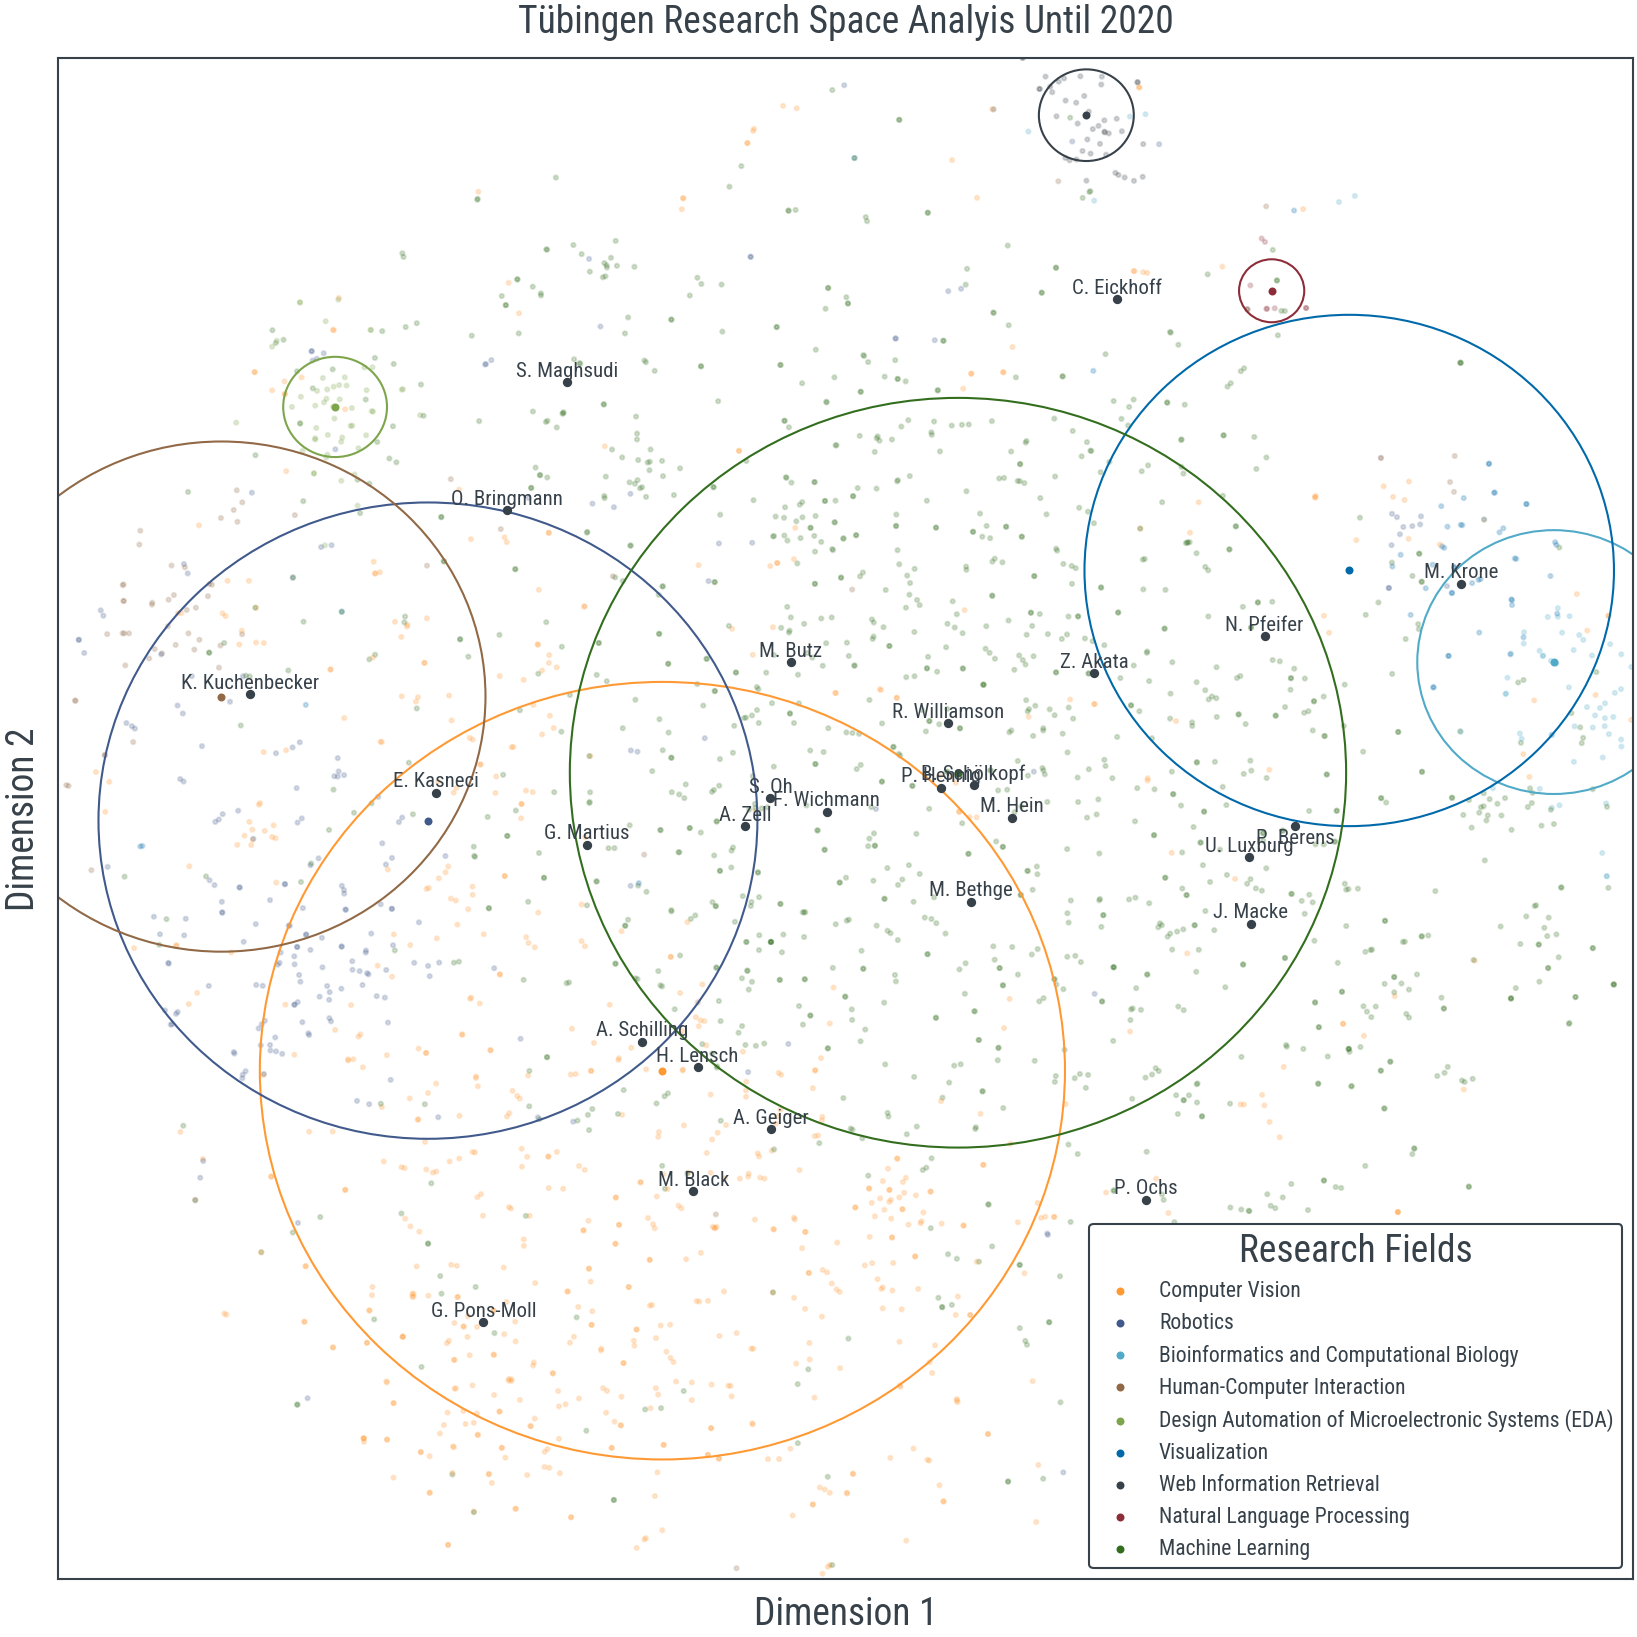 Tübingen Research Space Analyis Until 2020
C. Eickhoff
S. Maghsudi
O. Bringmann
M. Krone
N. Pfeifer
M. Butz
Z. Akata
K. Kuchenbecker
R. Williamson
P. Hennig
B. Schölkopf
E. Kasneci
S. Oh
F. Wichmann
M. Hein
A. Zell
G. Martius
P. Berens
U. Luxburg
M. Bethge
J. Macke
A. Schilling
H. Lensch
A. Geiger
M. Black
P. Ochs
G. Pons-Moll
Dimension 2
Dimension 1
Research Fields
Computer Vision
Robotics
Bioinformatics and Computational Biology
Human-Computer Interaction
Design Automation of Microelectronic Systems (EDA)
Visualization
Web Information Retrieval
Natural Language Processing
Machine Learning